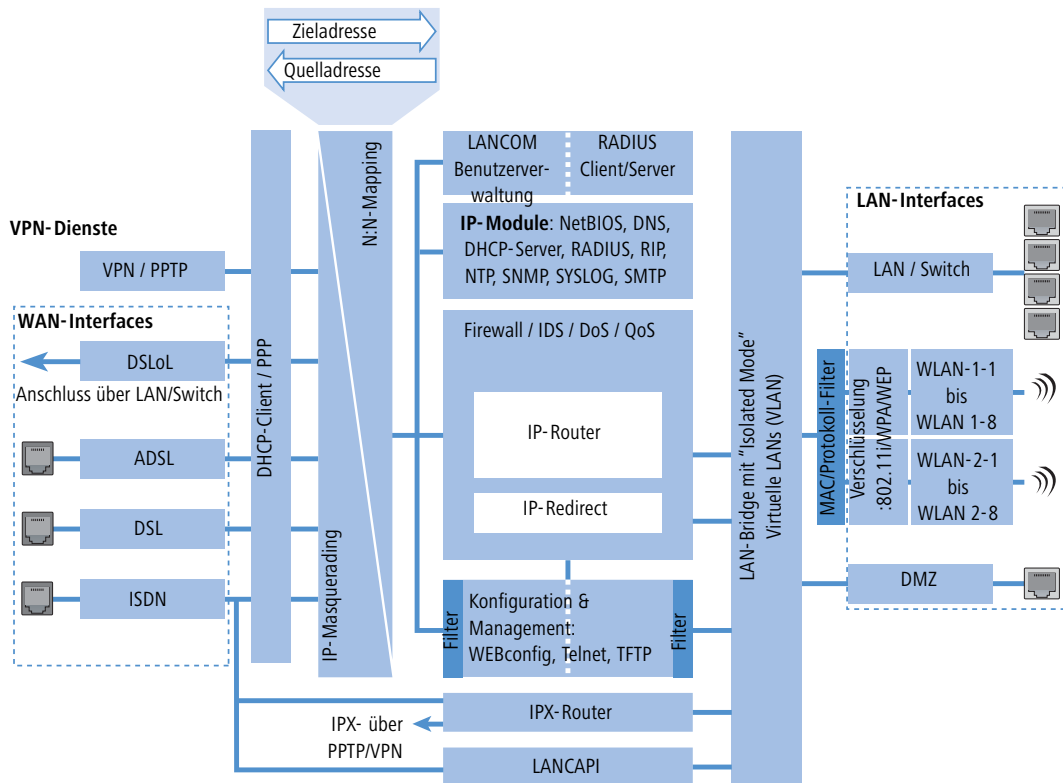 Zieladresse
Quelladresse
VPN-Dienste
VPN / PPTP
WAN-Interfaces
DSLoL
Anschluss über LAN/Switch
ADSL
DSL
ISDN
DHCP-Client / PPP
IP-Masquerading
N:N-Mapping
LANCOM
Benutzerver-
waltung
RADIUS
Client/Server
IP-Module: NetBIOS, DNS,
DHCP-Server, RADIUS, RIP,
NTP, SNMP, SYSLOG, SMTP
Firewall / IDS / DoS / QoS
IP-Router
IP-Redirect
Filter
Konfiguration &
Management:
WEBconfig, Telnet, TFTP
Filter
IPX-Router
IPX- über
PPTP/VPN
LANCAPI
LAN-Bridge mit "Isolated Mode"
Virtuelle LANs (VLAN)
LAN-Interfaces
LAN / Switch
MAC/Protokoll-Filter
Verschlüsselung
:802.11i/WPA/WEP
WLAN-1-1
bis
WLAN 1-8
WLAN-2-1
bis
WLAN 2-8
DMZ